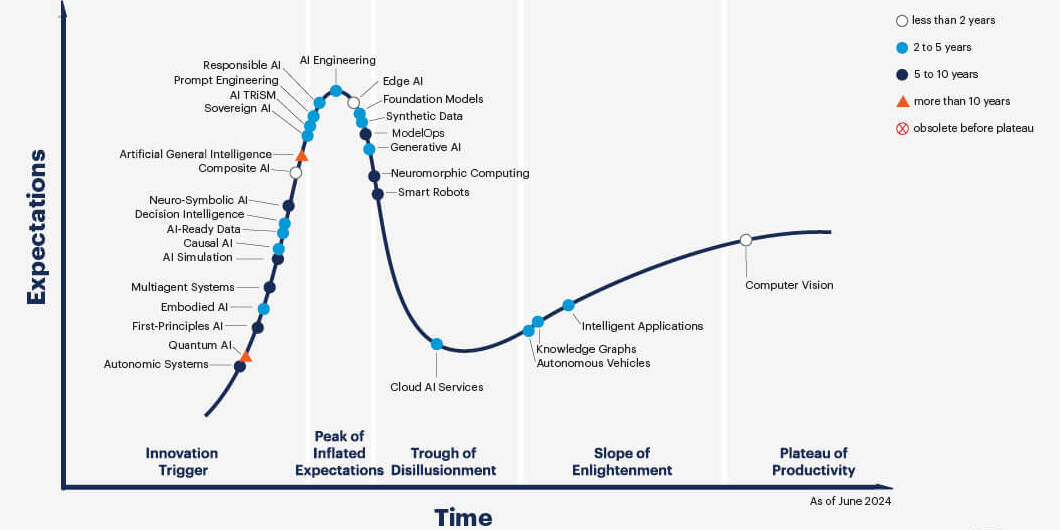 less than 2 years
2 to 5 years
5 to 10 years
more than 10 years
obsolete before plateau
Expectations
AI Engineering
Responsible AI
Prompt Engineering
AI TRiSM
Sovereign AI
Artificial General Intelligence
Composite AI
Neuro-Symbolic AI
Decision Intelligence
AI-Ready Data
Causal AI
AI Simulation
Multiagent Systems
Embodied AI
First-Principles AI
Quantum AI
Autonomic Systems
Edge AI
Foundation Models
Synthetic Data
ModelOps
Generative AI
Neuromorphic Computing
Smart Robots
Cloud AI Services
Intelligent Applications
Knowledge Graphs
Autonomous Vehicles
Computer Vision
Innovation
Trigger
Peak of
Inflated
Expectations
Trough of
Disillusionment
Slope of
Enlightenment
Plateau of
Productivity
As of June 2024
Time